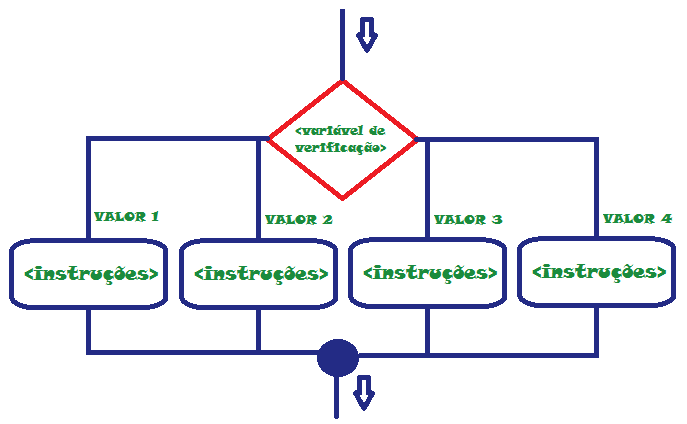 <variável de
verificação>
VALOR 1
VALOR 2
VALOR 3
VALOR 4
<instruções>
<instruções>
<instruções>
<instruções>